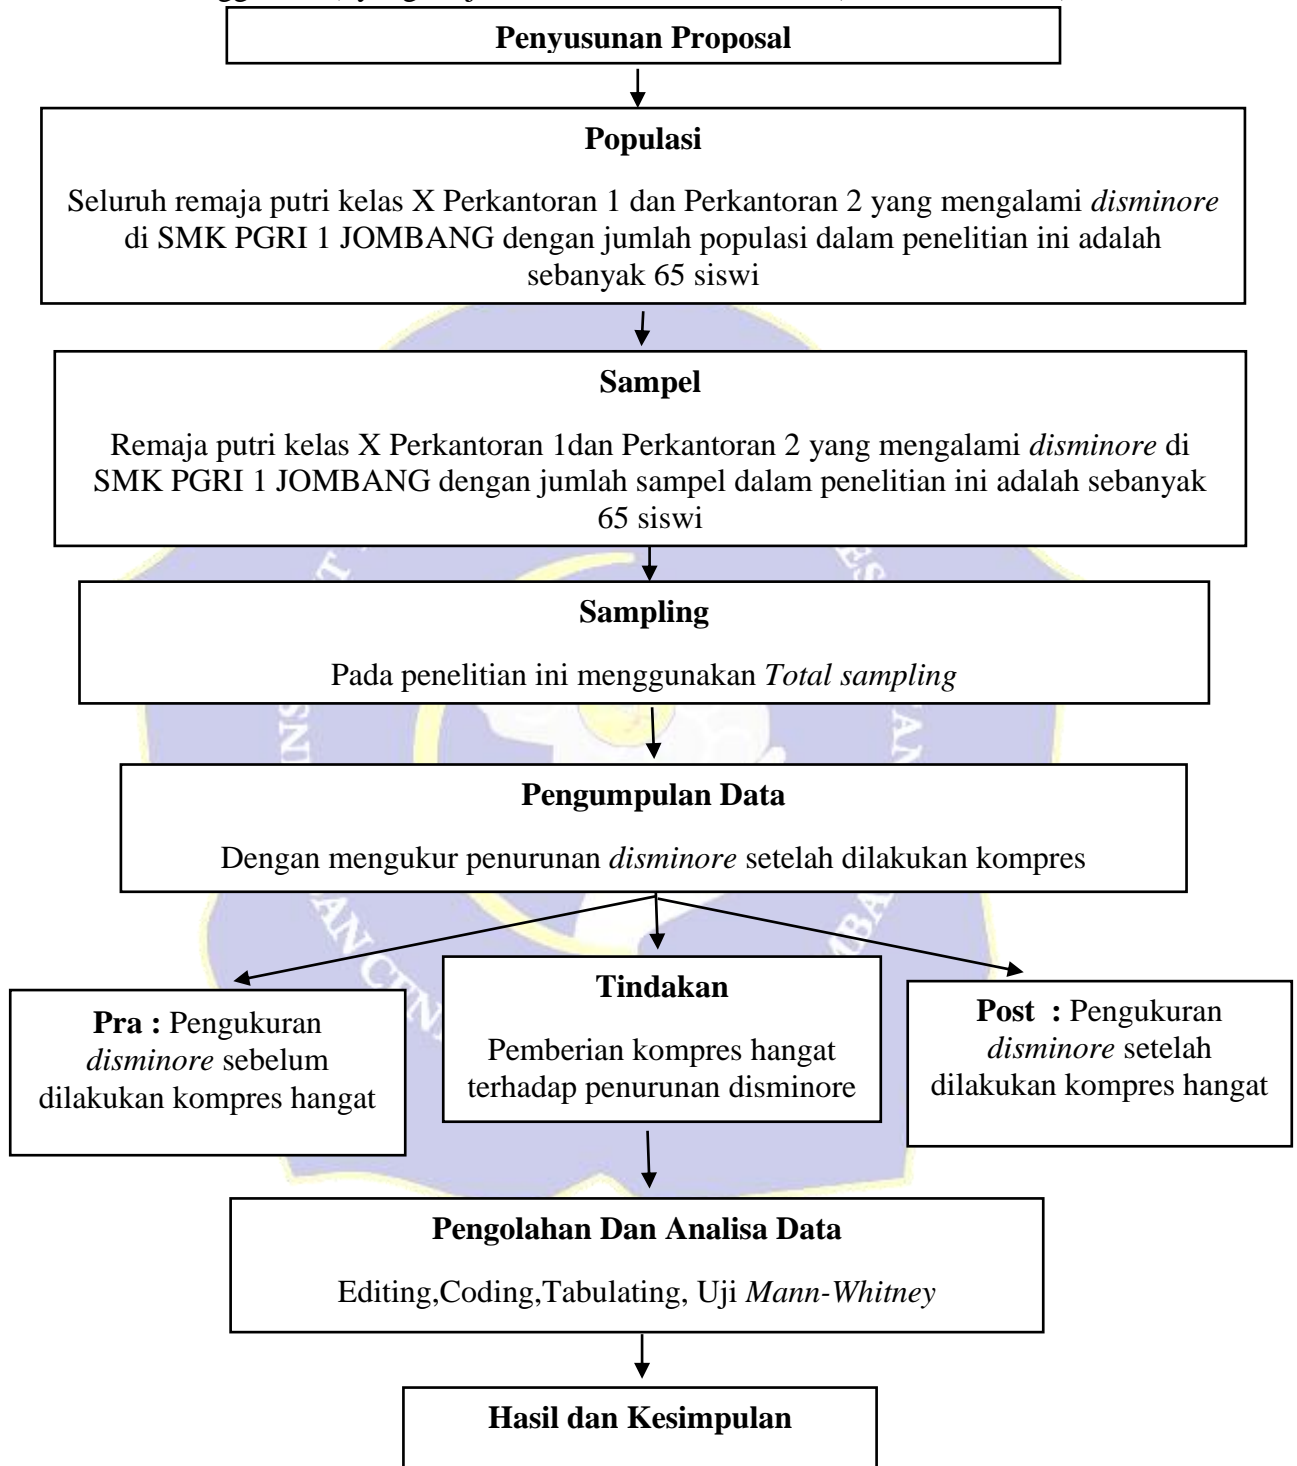 Penyusunan Proposal
Populasi
Seluruh remaja putri kelas X Perkantoran 1 dan Perkantoran 2 yang mengalami disminore
di SMK PGRI 1 JOMBANG dengan jumlah populasi dalam penelitian ini adalah
sebanyak 65 siswi
Sampel
Remaja putri kelas X Perkantoran 1dan Perkantoran 2 yang mengalami disminore di
SMK PGRI 1 JOMBANG dengan jumlah sampel dalam penelitian ini adalah sebanyak
65 siswi
Sampling
Pada penelitian ini menggunakan Total sampling
Pengumpulan Data
Dengan mengukur penurunan disminore setelah dilakukan kompres
Pra : Pengukuran
disminore sebelum
dilakukan kompres hangat
Tindakan
Pemberian kompres hangat
terhadap penurunan disminore
Post : Pengukuran
disminore setelah
dilakukan kompres hangat
Pengolahan Dan Analisa Data
Editing,Coding,Tabulating, Uji Mann-Whitney
Hasil dan Kesimpulan